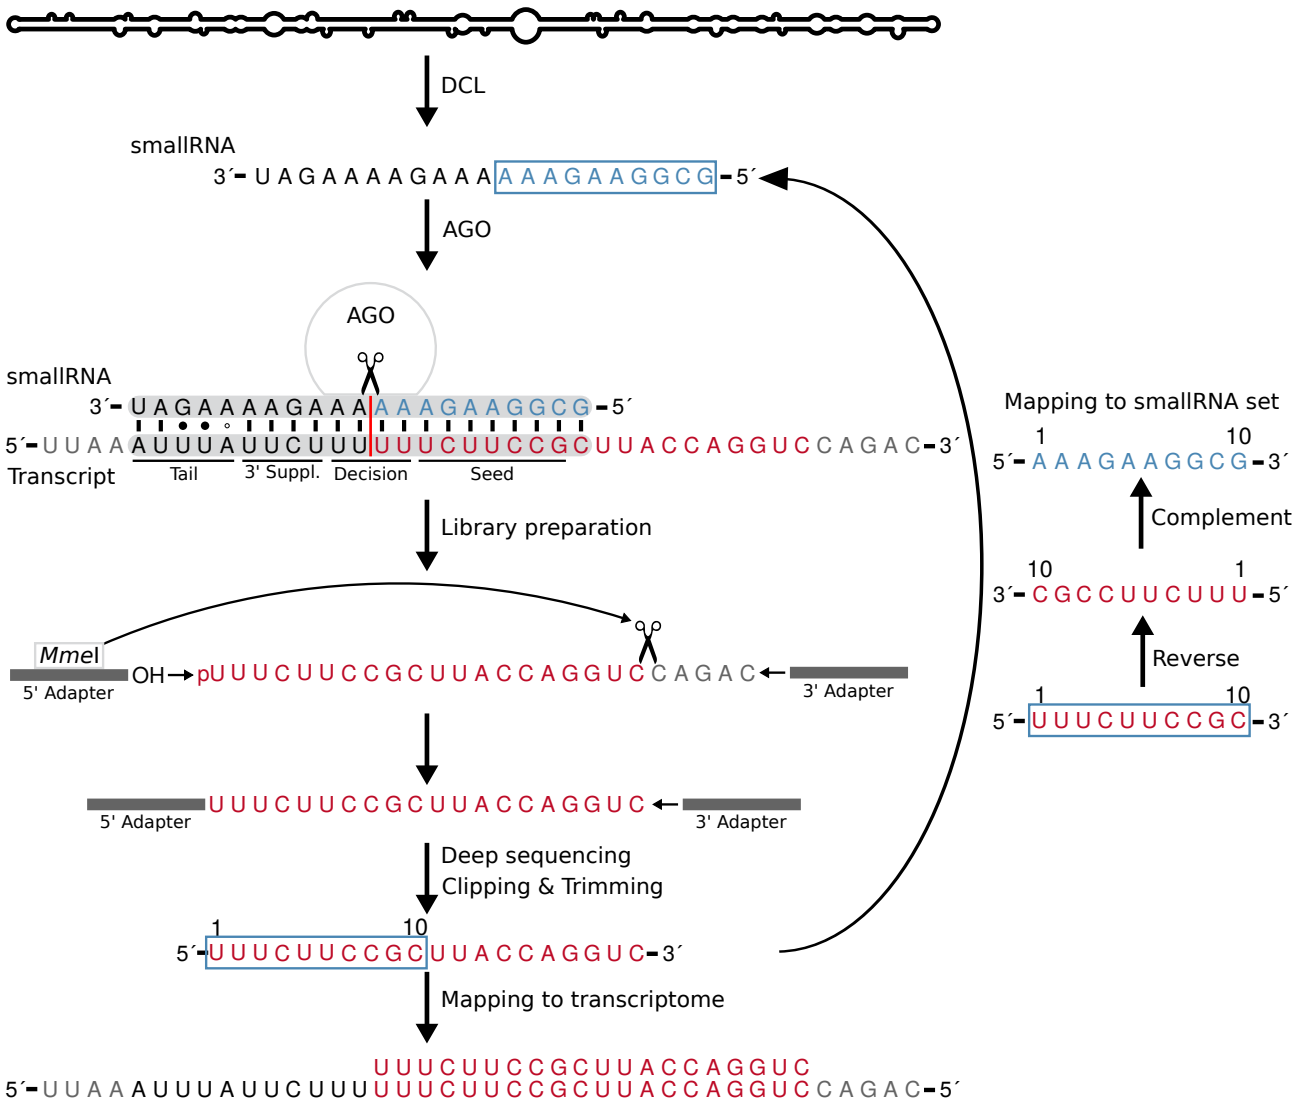 DCL
smallRNA
3´ U A G A A A A G A A A A A A G A A G G C G 5´
AGO
AGO
smallRNA
3´ U A G A A A A G A A A A A A G A A G G C G 5´
5´ U U A A A U U U A U U C U U U U U U C U U C C G C U U A C C A G G U C C A G A C 3´
Transcript
Tail 3' Suppl. Decision Seed
Library preparation
MmeI
5' Adapter
OH pU U U C U U C C G C U U A C C A G G U C C A G A C
3' Adapter
U U U C U U C C G C U U A C C A G G U C
5' Adapter
3' Adapter
Deep sequencing
Clipping & Trimming
1 10
5´ U U U C U U C C G C U U A C C A G G U C 3´
Mapping to transcriptome
U U U C U U C C G C U U A C C A G G U C
5´ U U A A A U U U A U U C U U U U U U C U U C C G C U U A C C A G G U C C A G A C 5´
Mapping to smallRNA set
1 10
5´ A A A G A A G G C G 3´
Complement
10 1
3´ C G C C U U C U U U 5´
Reverse
1 10
5´ U U U C U U C C G C 3´